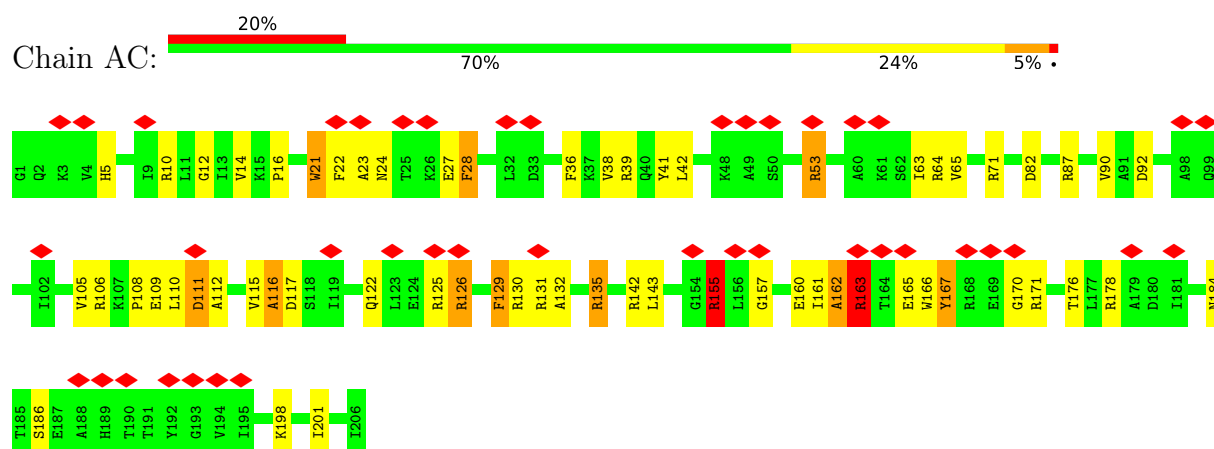 20%
Chain AC:
70% 24% 5% •
G1 Q2 K3 V4 H5 I9 R10 L11 G12 I13 V14 K15 P16 W21 F22 A23 N24 T25 K26 E27 F28 L32 D33 F36 K37 V38 R39 Q40 Y41 L42 K48 A49 S50 R53 A60 K61 S62 I63 R64 V65 R71 D82 R87 V90 A91 D92 A98 Q99
I102 V105 R106 K107 P108 E109 L110 D111 A112 V115 A116 D117 S118 I119 Q122 L123 E124 R125 R126 F129 R130 R131 A132 R135 R142 L143 G154 R155 L156 G157 E160 I161 A162 R163 T164 E165 W166 Y167 R168 E169 G170 R171 T176 L177 R178 A179 D180 I181
T185 S186 E187 A188 H189 T190 T191 Y192 G193 V194 I195 K198 I201 I206